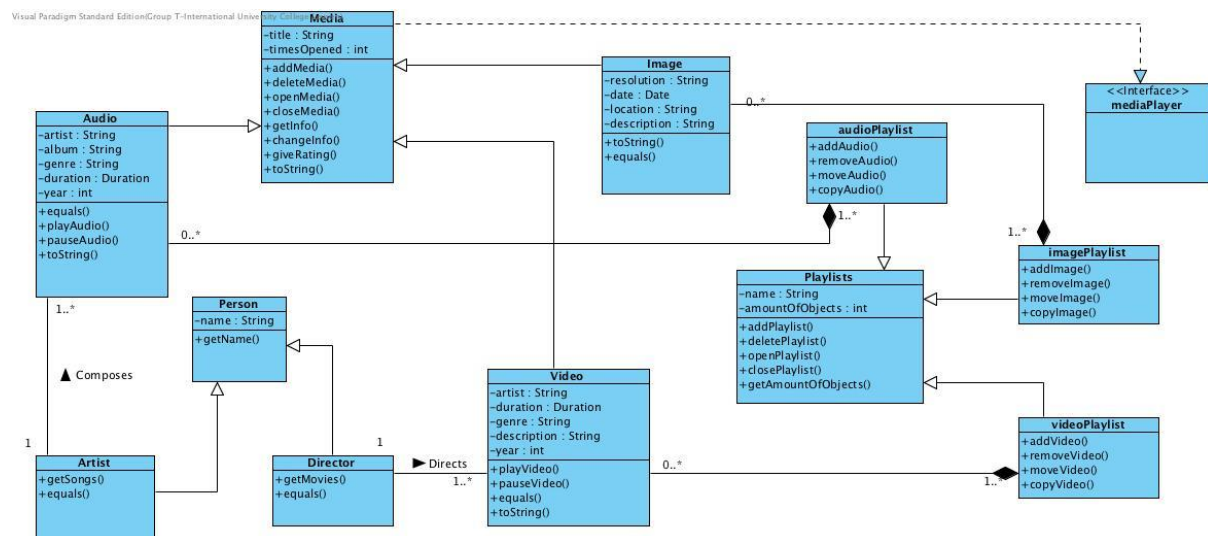 Visual Paradigm Standard Edition(Group T-International University College
Media
-title : String
-timesOpened : int
+addMedia()
+deleteMedia()
+openMedia()
+closeMedia()
+getInfo()
+changeInfo()
+giveRating()
+toString()
Image
-resolution : String
-date : Date
-location : String
-description : String
+toString()
+equals()
0..*
<<Interface>>
mediaPlayer
Audio
-artist : String
-album : String
-genre : String
-duration : Duration
-year : int
+equals()
+playAudio()
+pauseAudio()
+toString()
audioPlaylist
+addAudio()
+removeAudio()
+moveAudio()
+copyAudio()
0..*
1..*
1..*
imagePlaylist
+addImage()
+removeImage()
+moveImage()
+copyImage()
Playlists
-name : String
-amountOfObjects : int
+addPlaylist()
+deletePlaylist()
+openPlaylist()
+closePlaylist()
+getAmountOfObjects()
Person
-name : String
+getName()
1..*
▲ Composes
1
Artist
+getSongs()
+equals()
Director
+getMovies()
+equals()
1
► Directs
1..*
Video
-artist : String
-duration : Duration
-genre : String
-description : String
-year : int
+playVideo()
+pauseVideo()
+equals()
+toString()
0..*
1..*
videoPlaylist
+addVideo()
+removeVideo()
+moveVideo()
+copyVideo()